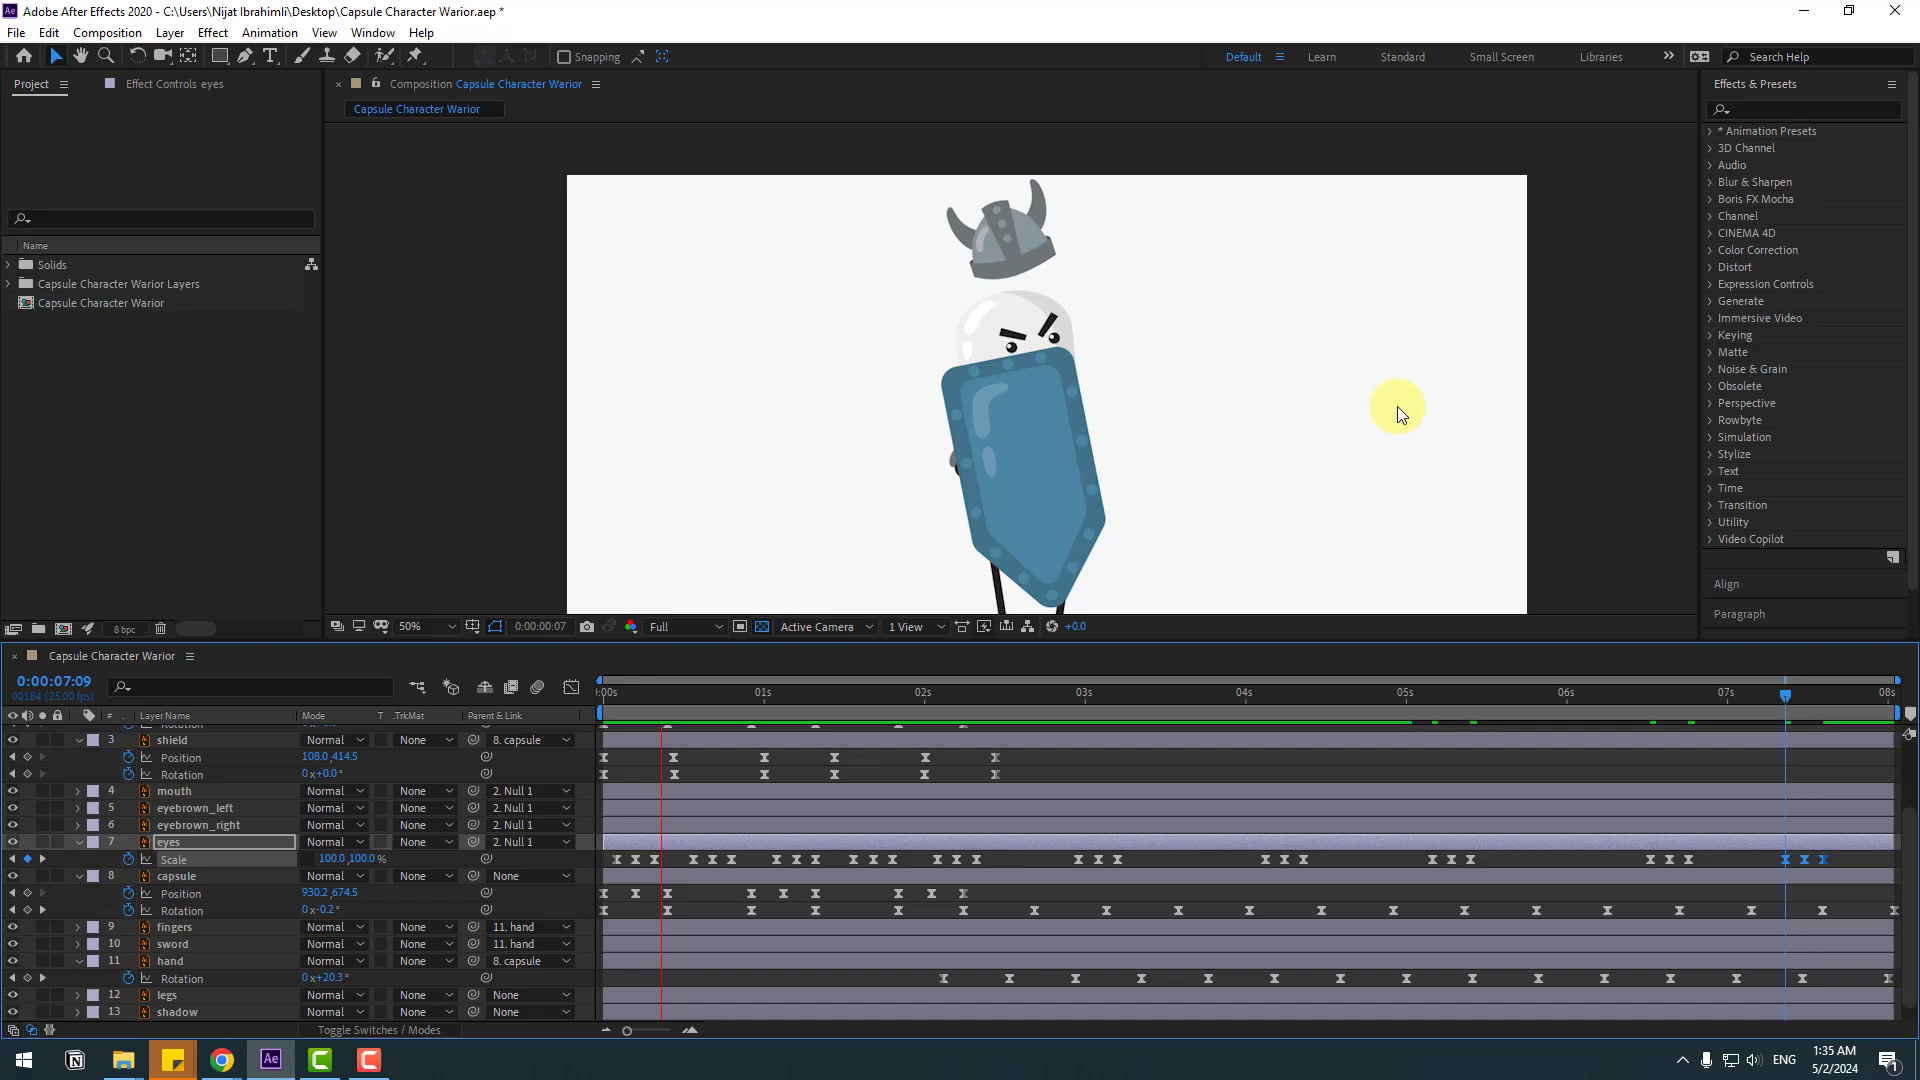 Adobe After Effects 2020 - C:\Users\Nijat Ibrahimli\Desktop\Capsule Character Warior.aep *
File Edit Composition Layer Effect Animation View Window Help
Snapping
Default Learn Standard Small Screen Libraries
Search Help
Project
Effect Controls eyes
Composition Capsule Character Warior
Effects & Presets
Capsule Character Warior
* Animation Presets
3D Channel
Audio
Blur & Sharpen
Boris FX Mocha
Channel
CINEMA 4D
Color Correction
Distort
Expression Controls
Generate
Immersive Video
Keying
Matte
Noise & Grain
Obsolete
Perspective
Rowbyte
Simulation
Stylize
Text
Time
Transition
Utility
Video Copilot
Align
Paragraph
Name
Solids
Capsule Character Warior Layers
Capsule Character Warior
8 bpc
50% 0:00:00:07 Full Active Camera 1 View +0.0
Capsule Character Warior
0:00:07:09
00184 (25.00 fps)
:00s 01s 02s 03s 04s 05s 06s 07s 08s
# . Layer Name Mode T .TrkMat Parent & Link
3 shield Normal None 8. capsule
Position 108.0,414.5
Rotation 0x+0.0°
4 mouth Normal None 2. Null 1
5 eyebrown_left Normal None 2. Null 1
6 eyebrown_right Normal None 2. Null 1
7 eyes Normal None 2. Null 1
Scale 100.0,100.0%
8 capsule Normal None None
Position 930.2,674.5
Rotation 0x-0.2°
9 fingers Normal None 11. hand
10 sword Normal None 11. hand
11 hand Normal None 8. capsule
Rotation 0x+20.3°
12 legs Normal None None
13 shadow Normal None None
Toggle Switches / Modes
Ae
ENG
1:35 AM
5/2/2024
1